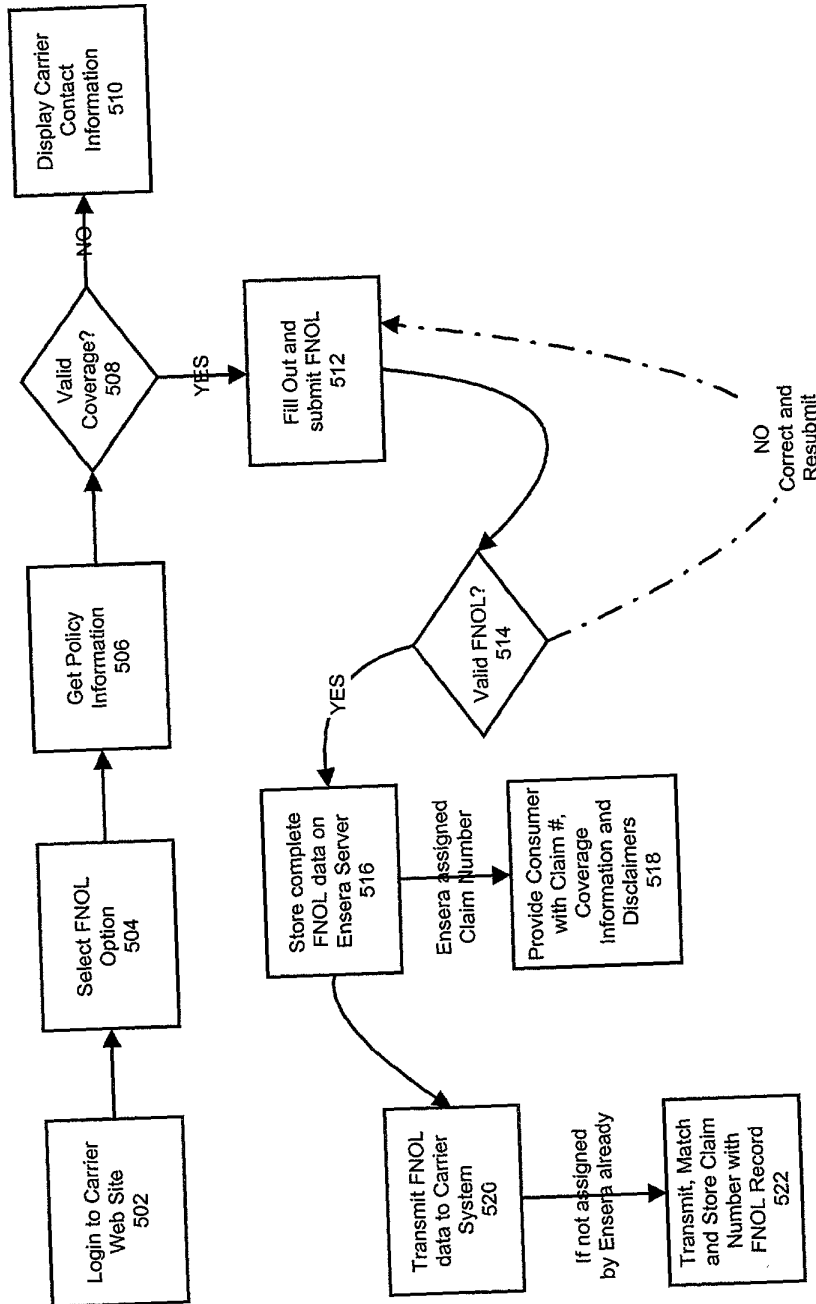 Login to Carrier
Web Site
502
Select FNOL
Option
504
Get Policy
Information
506
Valid
Coverage?
508
NO
Display Carrier
Contact
Information
510
YES
Fill Out and
submit FNOL
512
Valid FNOL?
514
NO
Correct and
Resubmit
YES
Store complete
FNOL data on
Ensera Server
516
Ensera assigned
Claim Number
Provide Consumer
with Claim #,
Coverage
Information and
Disclaimers
518
Transmit FNOL
data to Carrier
System
520
If not assigned
by Ensera already
Transmit, Match
and Store Claim
Number with
FNOL Record
522